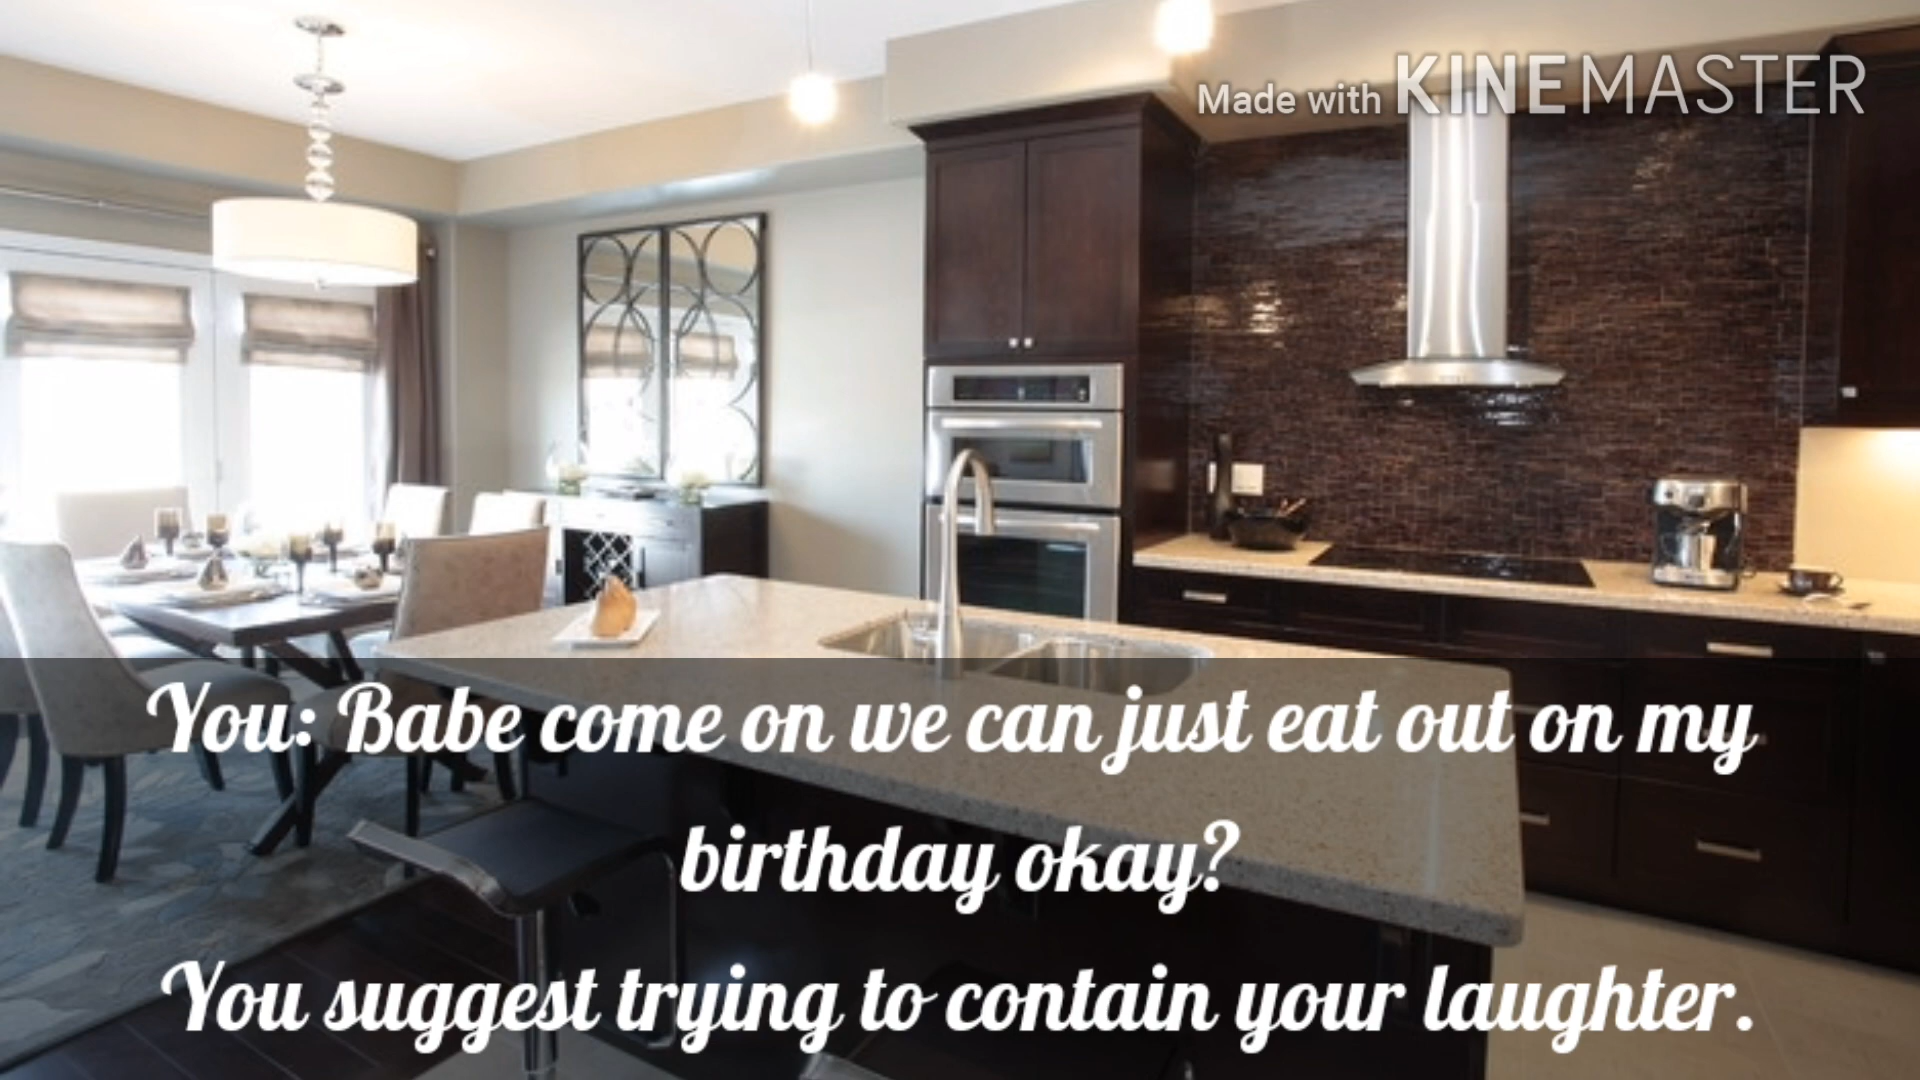 Made with KINEMASTER
You: Babe come on we can just eat out on my
birthday okay?
You suggest trying to contain your laughter.